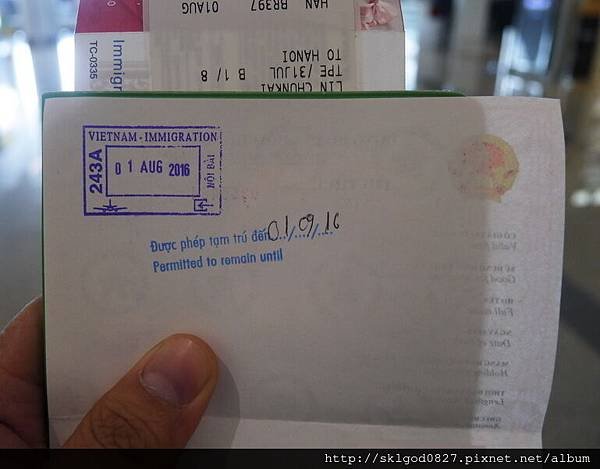 HAN BR397 01AUG
TO HANOI
TPE /31JUL B 1/ 8
LIN CHUNKAI
Immigr
TC-0335
VIETNAM - IMMIGRATION
243A
01 AUG 2016
NỘI BÀI
Được phép tạm trú đến 01/09/16
Permitted to remain until
http://sklgod0827.pixnet.net/album